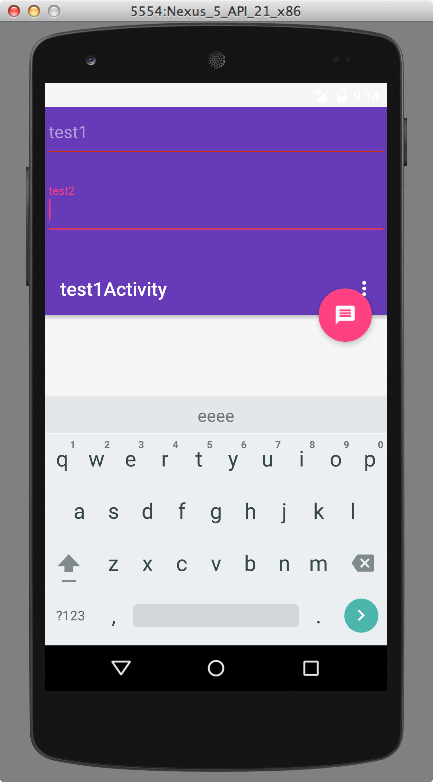 5554:Nexus_5_API_21_x86
3G 9:14
test1
test2
test1Activity
eeee
1 2 3 4 5 6 7 8 9 0
q w e r t y u i o p
a s d f g h j k l
z x c v b n m
?123 , .